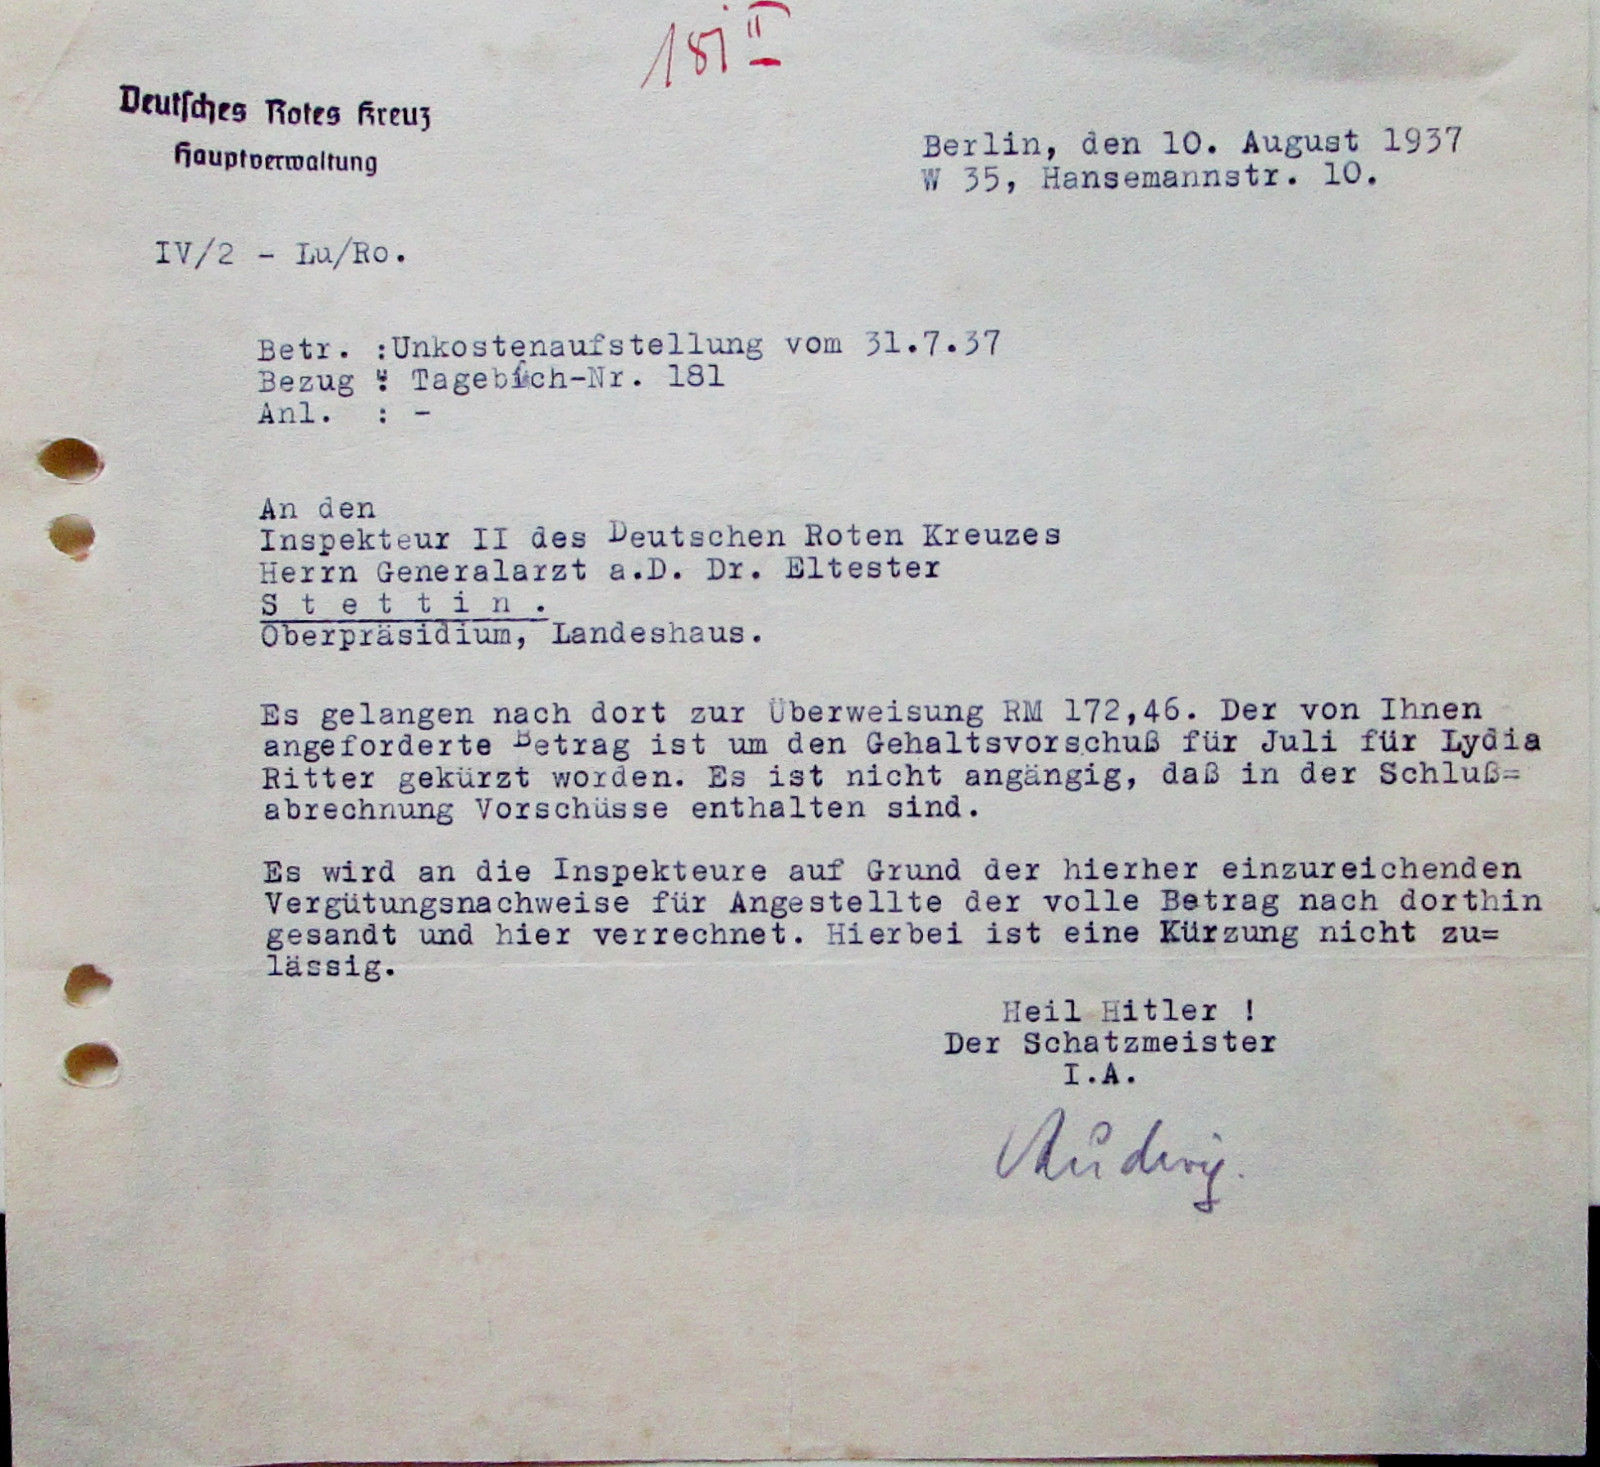 181 II
Deutsches Rotes Kreuz
Hauptverwaltung
Berlin, den 10. August 1937
W 35, Hansemannstr. 10.
IV/2 - Lu/Ro.
Betr. :Unkostenaufstellung vom 31.7.37
Bezug : Tagebuch-Nr. 181
Anl. : -
An den
Inspekteur II des Deutschen Roten Kreuzes
Herrn Generalarzt a.D. Dr. Eltester
S t e t t i n .
Oberpräsidium, Landeshaus.
Es gelangen nach dort zur Überweisung RM 172,46. Der von Ihnen
angeforderte Betrag ist um den Gehaltsvorschuß für Juli für Lydia
Ritter gekürzt worden. Es ist nicht angängig, daß in der Schluß=
abrechnung Vorschüsse enthalten sind.
Es wird an die Inspekteure auf Grund der hierher einzureichenden
Vergütungsnachweise für Angestellte der volle Betrag nach dorthin
gesandt und hier verrechnet. Hierbei ist eine Kürzung nicht zu=
lässig.
Heil Hitler !
Der Schatzmeister
I.A.
Ludwig.